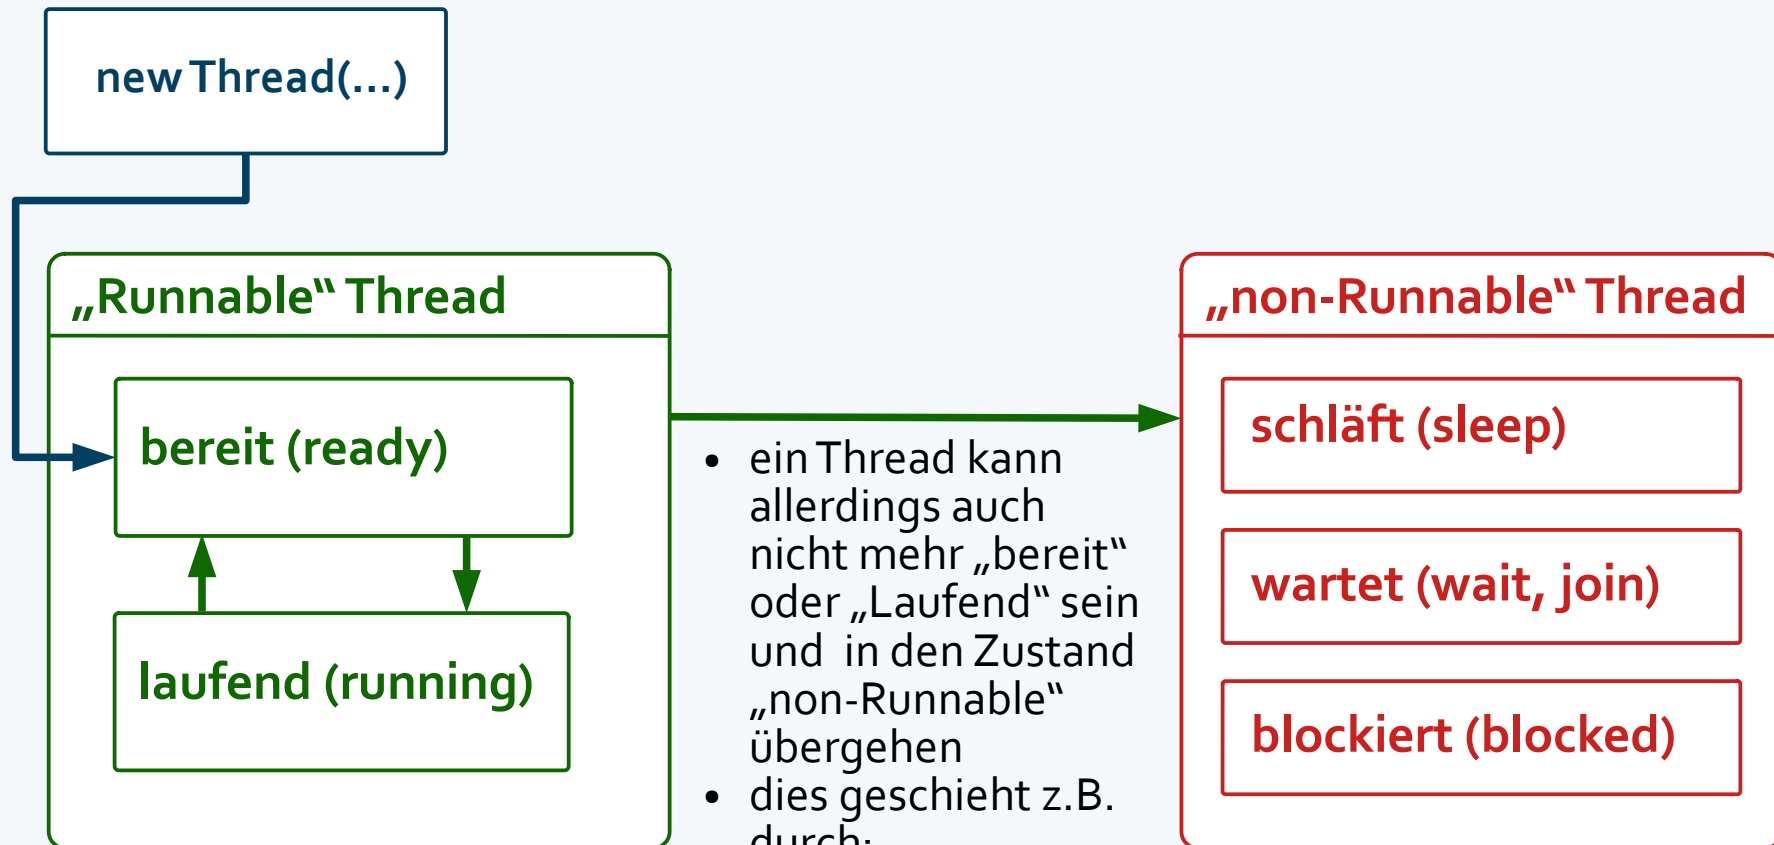 new Thread(...)
„Runnable“ Thread
bereit (ready)
laufend (running)
• ein Thread kann
allerdings auch
nicht mehr „bereit“
oder „Laufend“ sein
und in den Zustand
„non-Runnable“
übergehen
• dies geschieht z.B.
durch:
„non-Runnable“ Thread
schläft (sleep)
wartet (wait, join)
blockiert (blocked)